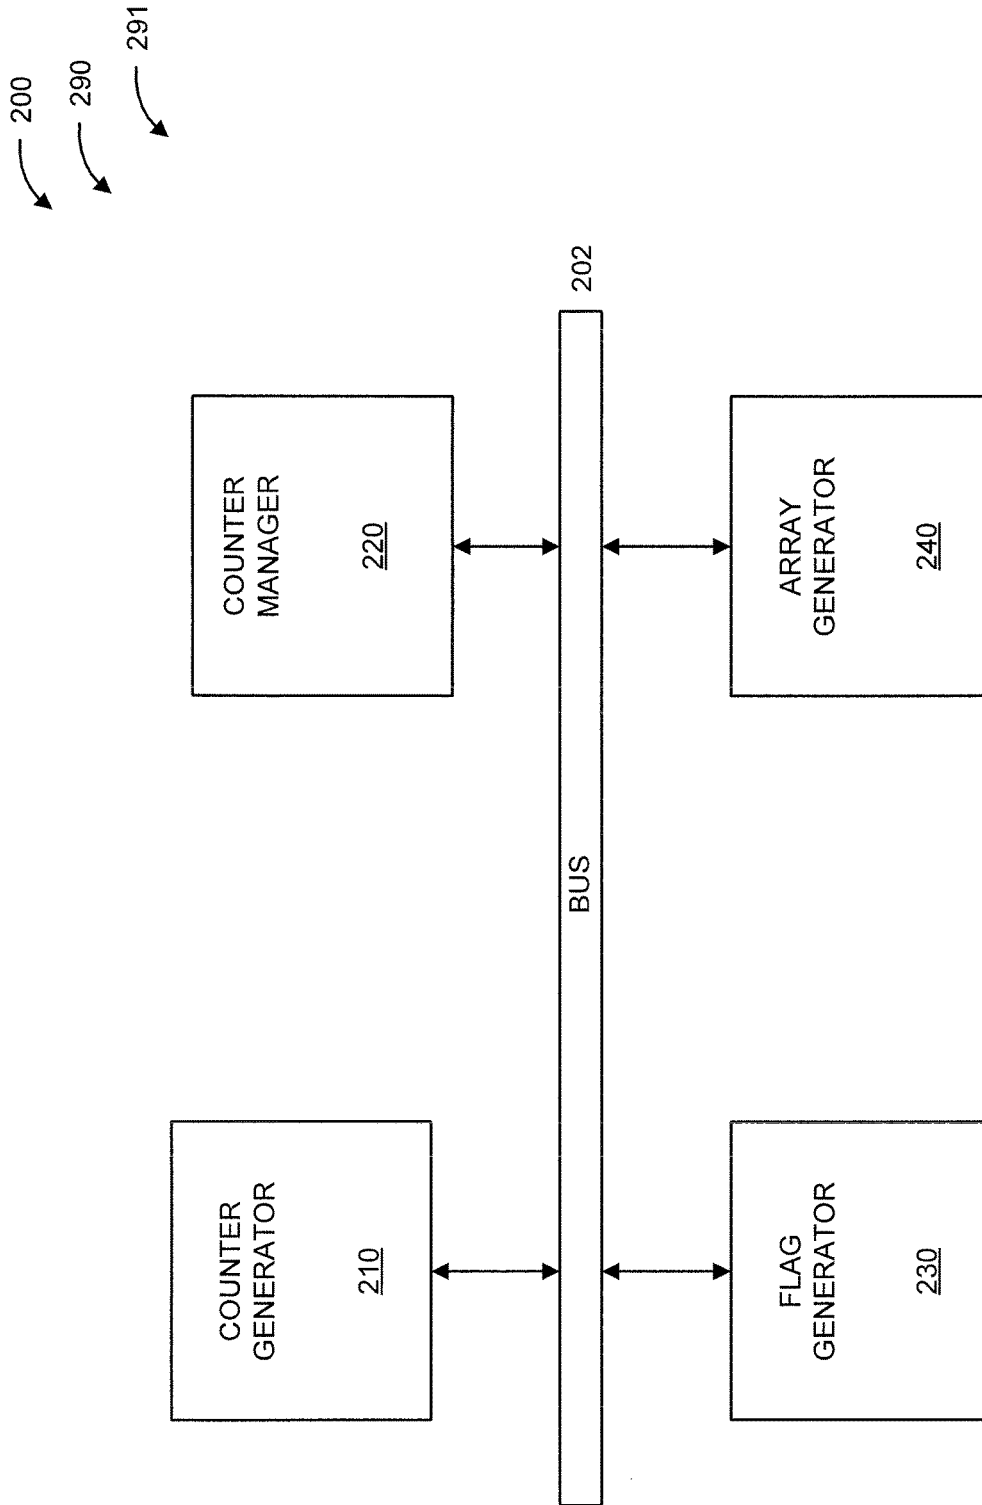 200
290
291
COUNTER
GENERATOR
210
COUNTER
MANAGER
220
BUS
202
FLAG
GENERATOR
230
ARRAY
GENERATOR
240